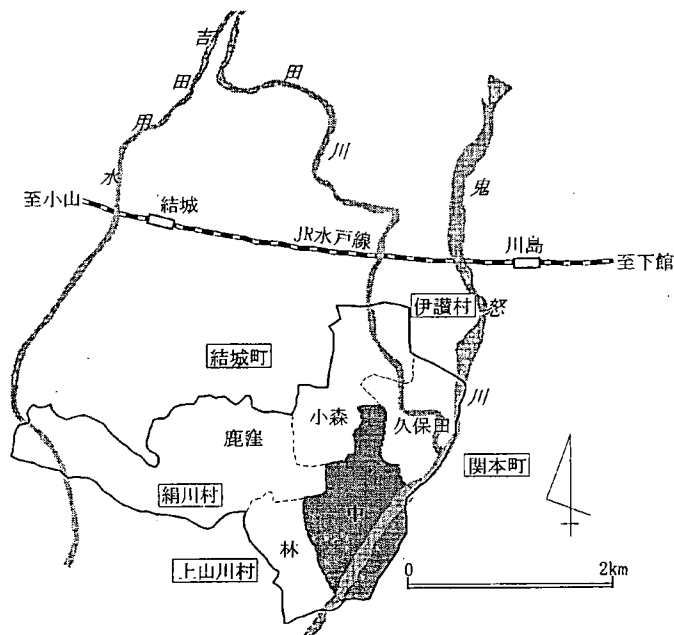 吉田用水
田川
鬼怒川
至小山
結城
JR水戸線
川島
至下館
伊讃村
結城町
小森
久保田
鹿窪
関本町
絹川村
中
林
上山川村
0 2km